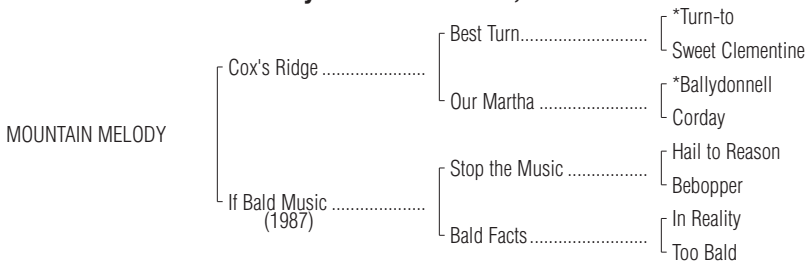 *Turn-to
Best Turn..............................
Sweet Clementine
Cox's Ridge ......................
*Ballydonnell
Our Martha .........................
Corday
MOUNTAIN MELODY
Hail to Reason
Stop the Music ...................
Bebopper
If Bald Music ....................
(1987)
In Reality
Bald Facts............................
Too Bald